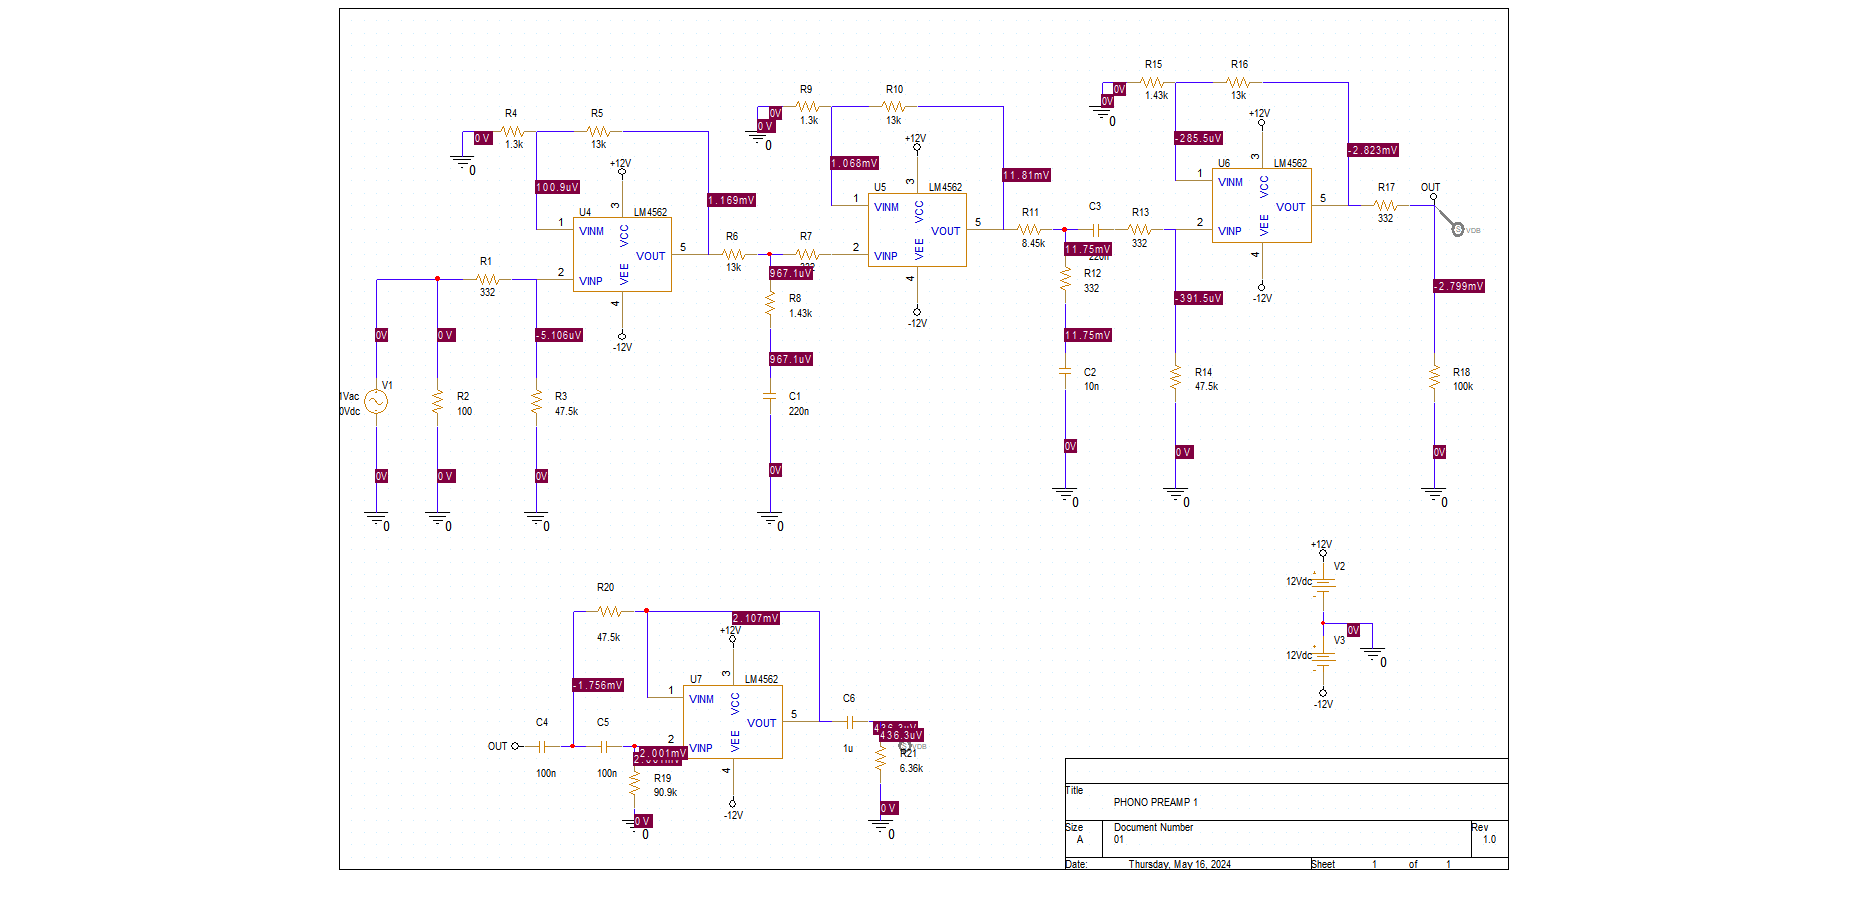 R15
R16
1.43k
13k
0V
0V
0
+12V
3
-285.5uV
-2.823mV
U6
LM4562
1
VINM
VCC
VEE
VOUT
5
2
VINP
4
-12V
R17
332
OUT
VDB
-2.799mV
R9
R10
1.3k
13k
0V
0V
0
+12V
3
1.068mV
11.81mV
U5
LM4562
1
VINM
VCC
VEE
VOUT
5
2
VINP
4
-12V
R11
8.45k
C3
R13
332
11.75mV
R12
332
11.75mV
C2
10n
0V
0
-391.5uV
R14
47.5k
0V
0
R18
100k
0V
0
R4
R5
0V
1.3k
13k
0
+12V
3
100.9uV
1.169mV
U4
LM4562
1
VINM
VCC
VEE
VOUT
5
2
VINP
4
-12V
R6
13k
R7
967.1uV
R8
1.43k
967.1uV
C1
220n
0V
0
R1
332
0V
0V
-5.106uV
V1
1Vac
0Vdc
R2
100
R3
47.5k
0V
0V
0V
0
0
0
+12V
V2
12Vdc
0V
V3
12Vdc
0
-12V
R20
47.5k
2.107mV
+12V
3
-1.756mV
U7
LM4562
1
VINM
VCC
VEE
VOUT
5
2
VINP
4
-12V
C4
C5
OUT
100n
100n
2.001mV
R19
90.9k
0V
0
C6
1u
436.3uV
VDB
R21
6.36k
0V
0
Title
PHONO PREAMP 1
Size
Document Number
Rev
A
01
1.0
Date:
Thursday, May 16, 2024
Sheet
1
of
1